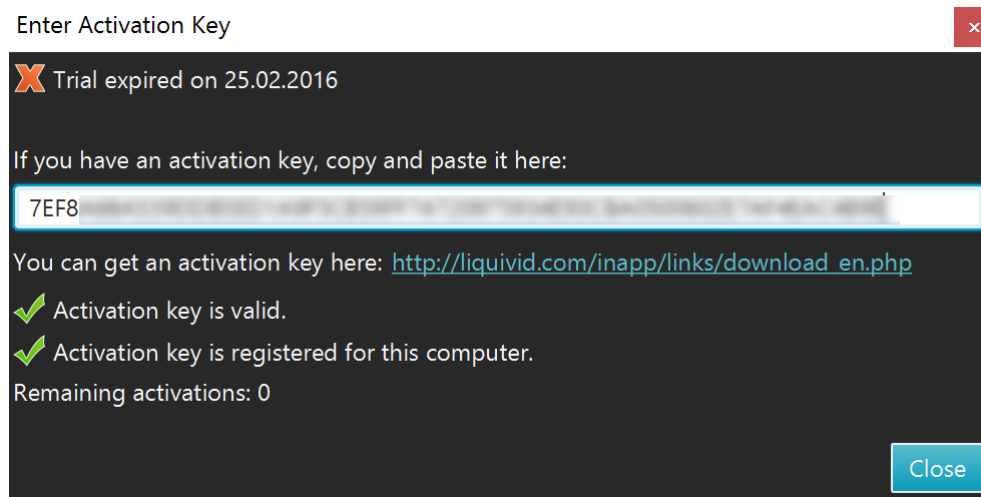 Enter Activation Key
Trial expired on 25.02.2016
If you have an activation key, copy and paste it here:
7EF8
You can get an activation key here: http://liquivid.com/inapp/links/download_en.php
Activation key is valid.
Activation key is registered for this computer.
Remaining activations: 0
Close